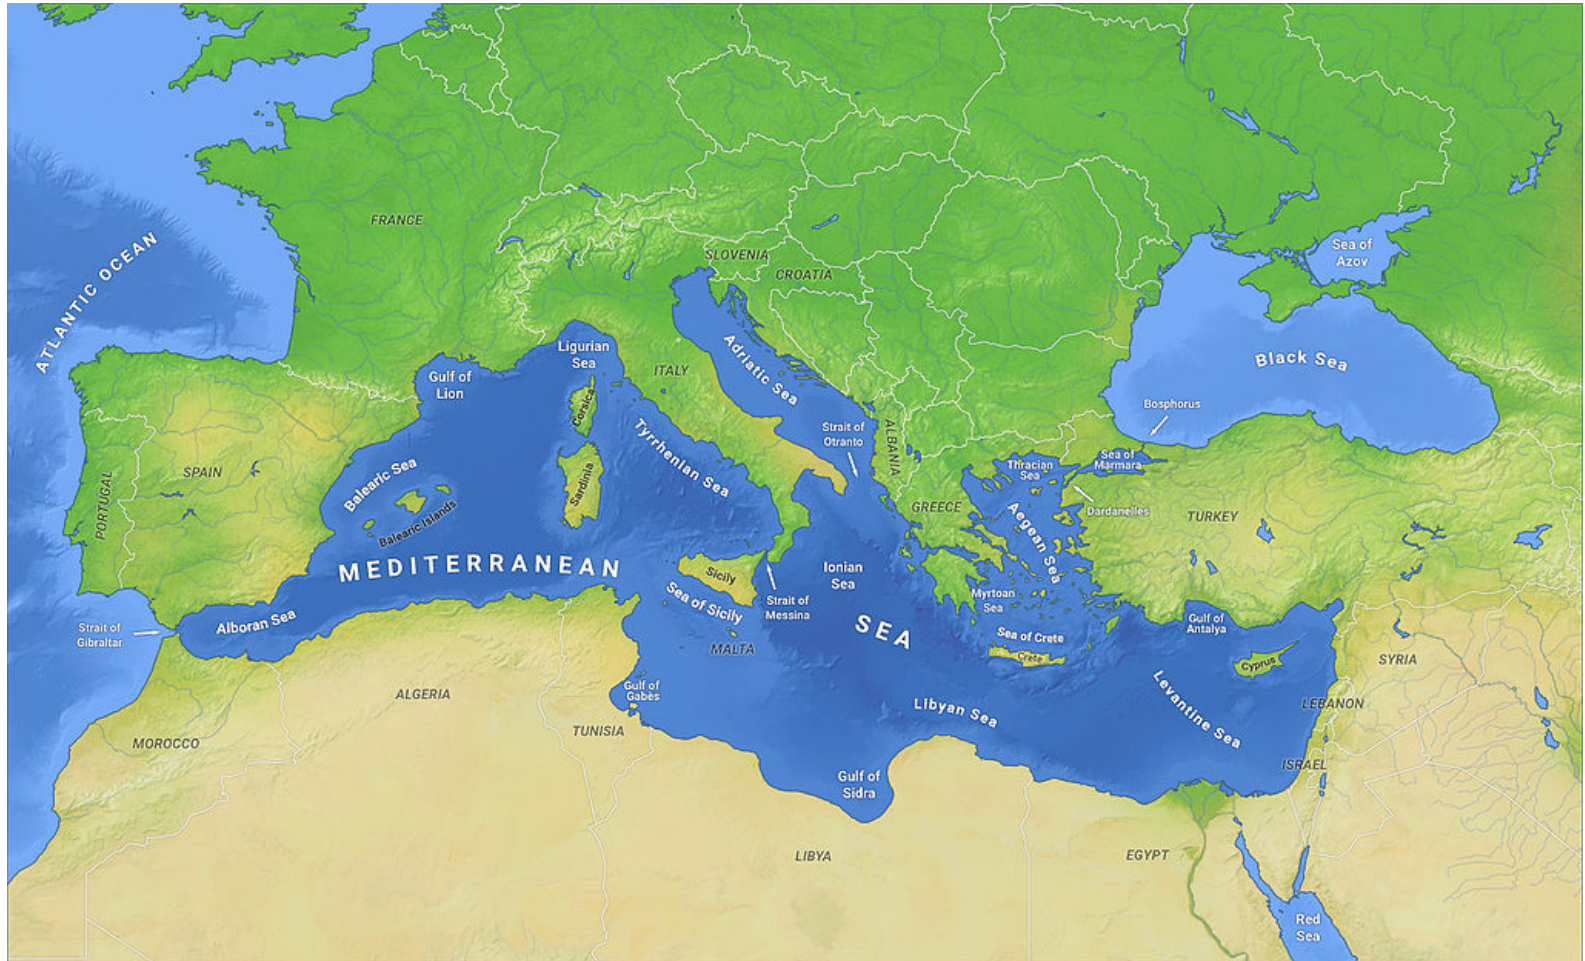 FRANCE
ATLANTIC OCEAN
SLOVENIA
CROATIA
Sea of
Azov
Ligurian
Sea
ITALY
Adriatic Sea
Black Sea
Gulf of
Lion
Corsica
Bosphorus
Strait of
Otranto
ALBANIA
Tyrrhenian Sea
Thracian
Sea
Sea of
Marmara
SPAIN
PORTUGAL
Balearic Sea
Balearic Islands
Sardinia
GREECE
Aegean Sea
Dardanelles
TURKEY
MEDITERRANEAN
SEA
Sicily
Ionian
Sea
Strait of
Messina
Sea of Sicily
MALTA
Myrtoan
Sea
Sea of Crete
Crete
Gulf of
Antalya
Cyprus
SYRIA
Strait of
Gibraltar
Alboran Sea
Gulf of
Gabès
ALGERIA
TUNISIA
MOROCCO
Libyan Sea
Levantine Sea
LEBANON
ISRAEL
Gulf of
Sidra
LIBYA
EGYPT
Red
Sea